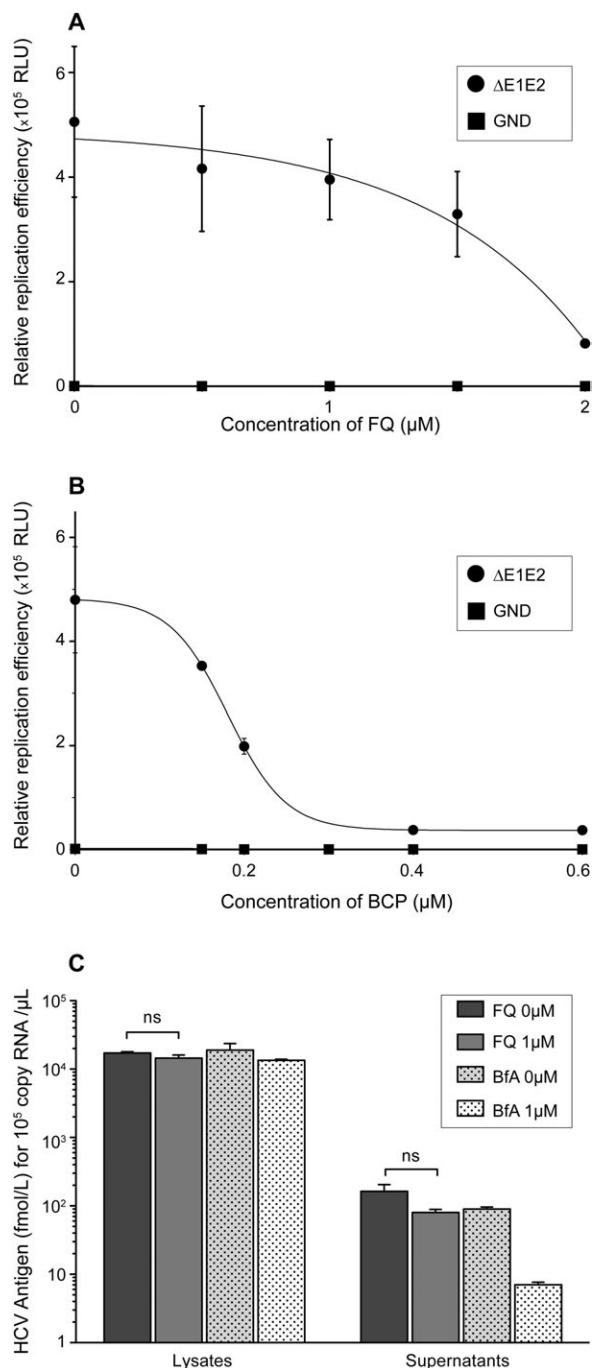 A
Relative replication efficiency (x10⁵ RLU)
6
4
2
0
ΔE1E2
GND
0
1
2
Concentration of FQ (µM)
B
Relative replication efficiency (x10⁵ RLU)
6
4
2
0
ΔE1E2
GND
0
0.2
0.4
0.6
Concentration of BCP (µM)
C
HCV Antigen (fmol/L) for 10⁵ copy RNA /µL
10⁵
10⁴
10³
10²
10
1
ns
ns
FQ 0µM
FQ 1µM
BfA 0µM
BfA 1µM
Lysates
Supernatants